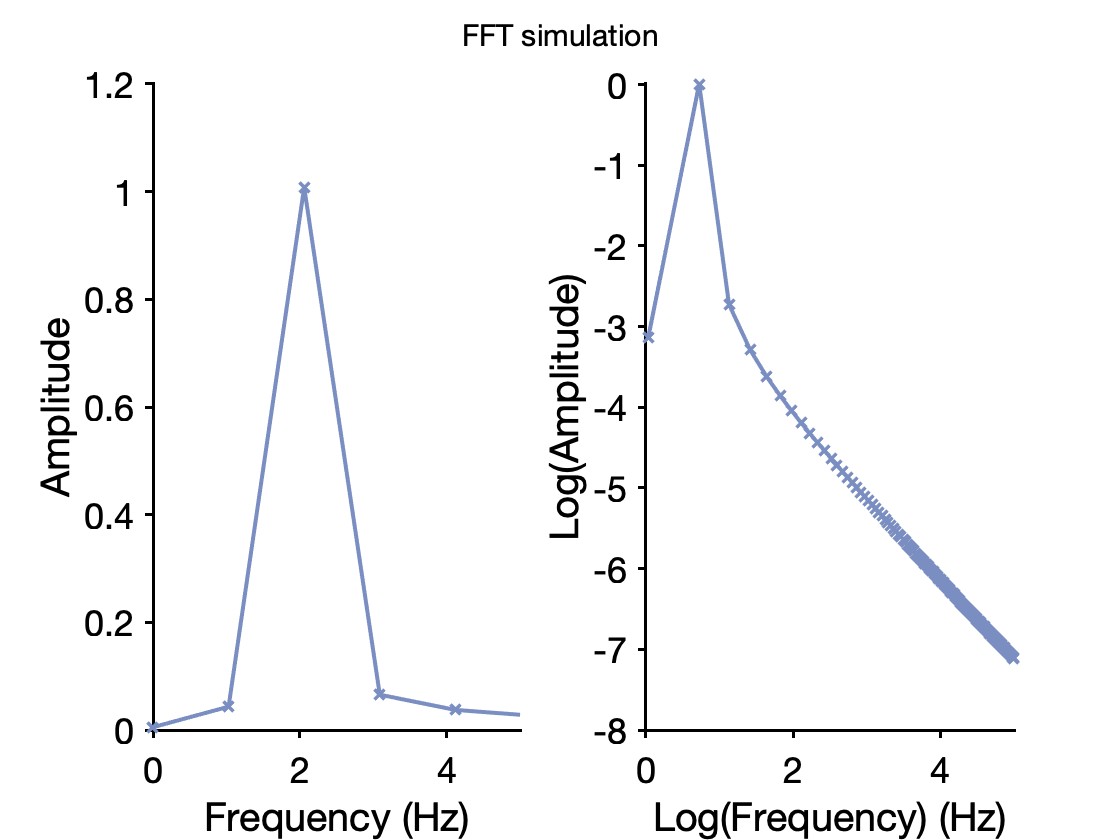 FFT simulation
1.2
1
0.8
0.6
0.4
0.2
0
Amplitude
0 2 4
Frequency (Hz)
0
-1
-2
-3
-4
-5
-6
-7
-8
Log(Amplitude)
0 2 4
Log(Frequency) (Hz)